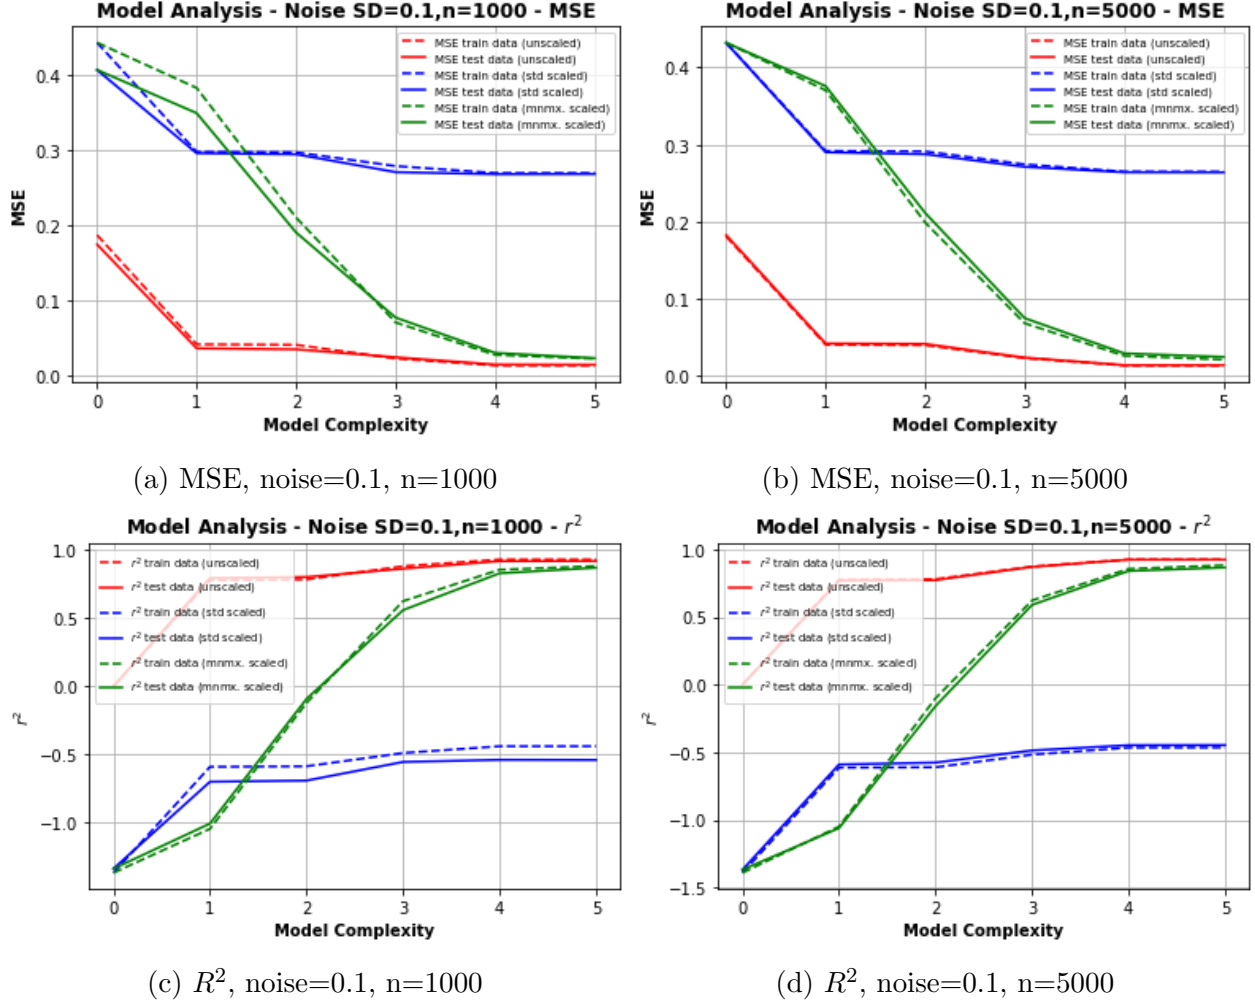 Model Analysis - Noise SD=0.1,n=1000 - MSE
MSE train data (unscaled)
MSE test data (unscaled)
MSE train data (std scaled)
MSE test data (std scaled)
MSE train data (mnmx. scaled)
MSE test data (mnmx. scaled)
0.4
0.3
0.2
0.1
0.0
MSE
0 1 2 3 4 5
Model Complexity
(a) MSE, noise=0.1, n=1000
Model Analysis - Noise SD=0.1,n=5000 - MSE
MSE train data (unscaled)
MSE test data (unscaled)
MSE train data (std scaled)
MSE test data (std scaled)
MSE train data (mnmx. scaled)
MSE test data (mnmx. scaled)
0.4
0.3
0.2
0.1
0.0
MSE
0 1 2 3 4 5
Model Complexity
(b) MSE, noise=0.1, n=5000
Model Analysis - Noise SD=0.1,n=1000 - r²
r² train data (unscaled)
r² test data (unscaled)
r² train data (std scaled)
r² test data (std scaled)
r² train data (mnmx. scaled)
r² test data (mnmx. scaled)
1.0
0.5
0.0
−0.5
−1.0
r²
0 1 2 3 4 5
Model Complexity
(c) R², noise=0.1, n=1000
Model Analysis - Noise SD=0.1,n=5000 - r²
r² train data (unscaled)
r² test data (unscaled)
r² train data (std scaled)
r² test data (std scaled)
r² train data (mnmx. scaled)
r² test data (mnmx. scaled)
1.0
0.5
0.0
−0.5
−1.0
−1.5
r²
0 1 2 3 4 5
Model Complexity
(d) R², noise=0.1, n=5000